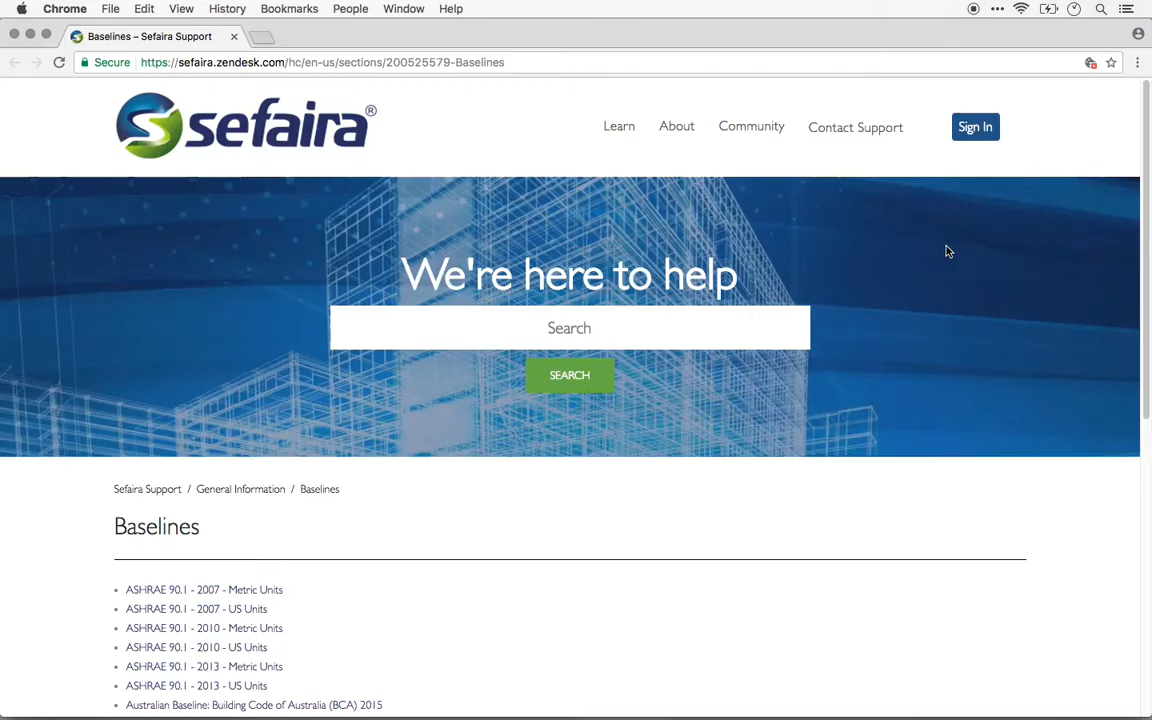 Chrome File Edit View History Bookmarks People Window Help
Baselines – Sefaira Support
Secure https://sefaira.zendesk.com/hc/en-us/sections/200525579-Baselines
sefaira®
Learn About Community Contact Support Sign In
We're here to help
Search
SEARCH
Sefaira Support / General Information / Baselines
Baselines
ASHRAE 90.1 - 2007 - Metric Units
ASHRAE 90.1 - 2007 - US Units
ASHRAE 90.1 - 2010 - Metric Units
ASHRAE 90.1 - 2010 - US Units
ASHRAE 90.1 - 2013 - Metric Units
ASHRAE 90.1 - 2013 - US Units
Australian Baseline: Building Code of Australia (BCA) 2015